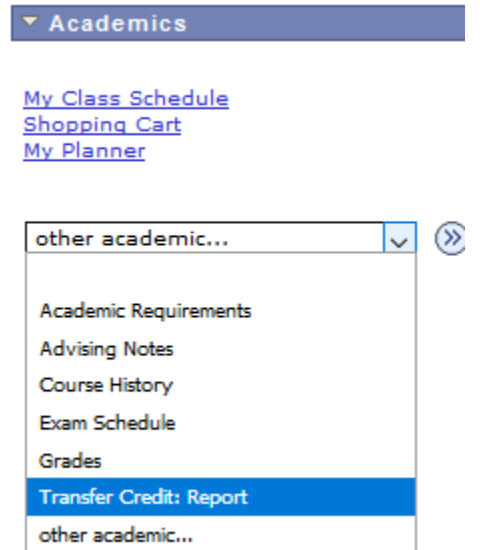 Academics
My Class Schedule
Shopping Cart
My Planner
other academic...
Academic Requirements
Advising Notes
Course History
Exam Schedule
Grades
Transfer Credit: Report
other academic...